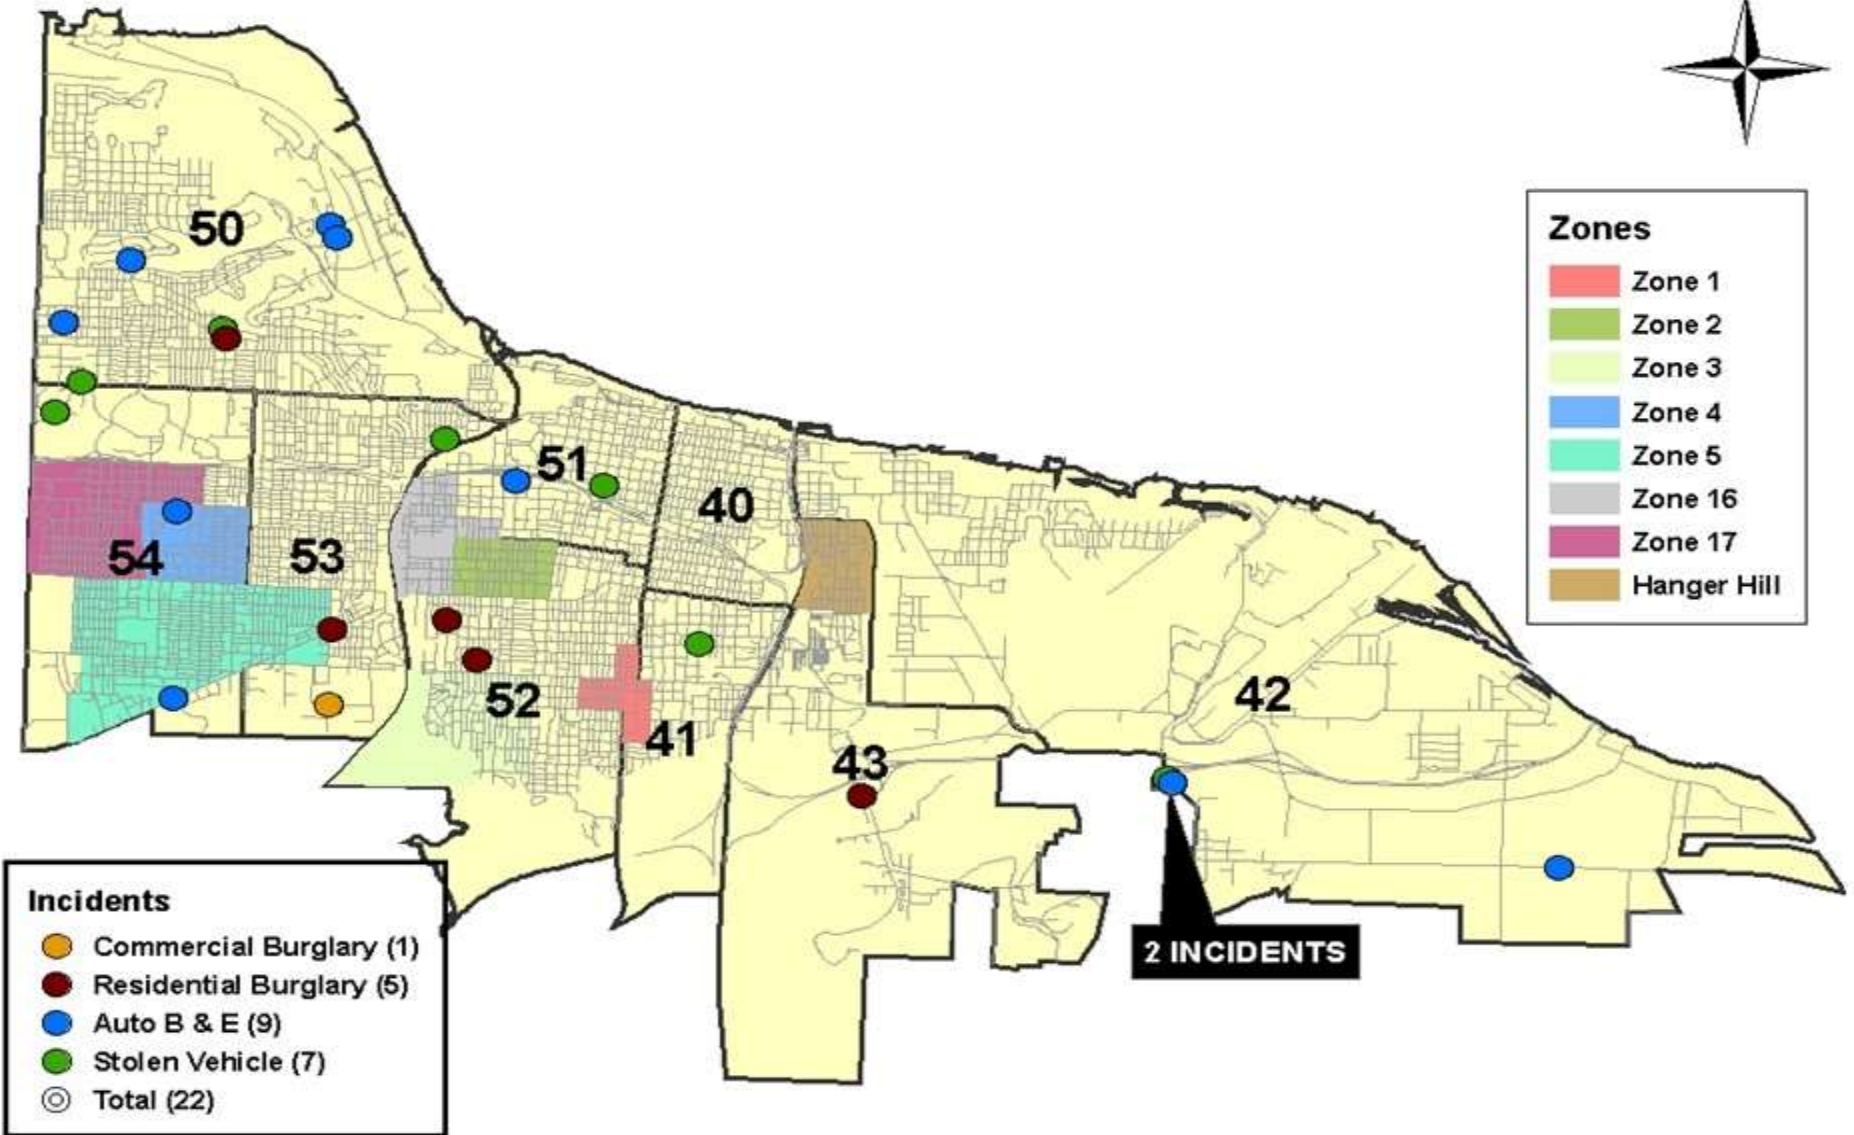 50
Zones
Zone 1
Zone 2
Zone 3
Zone 4
Zone 5
Zone 16
Zone 17
Hanger Hill
51
40
54
53
52
41
42
43
2 INCIDENTS
Incidents
Commercial Burglary (1)
Residential Burglary (5)
Auto B & E (9)
Stolen Vehicle (7)
Total (22)